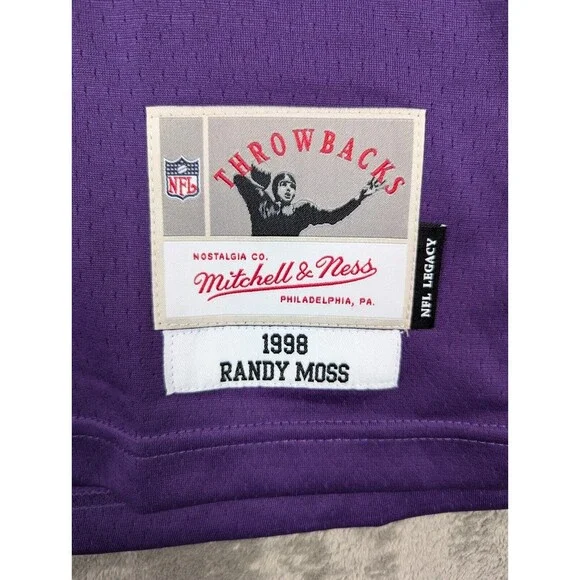 THROWBACKS
NFL
NOSTALGIA CO.
Mitchell & Ness
PHILADELPHIA, PA.
NFL LEGACY
1998
RANDY MOSS